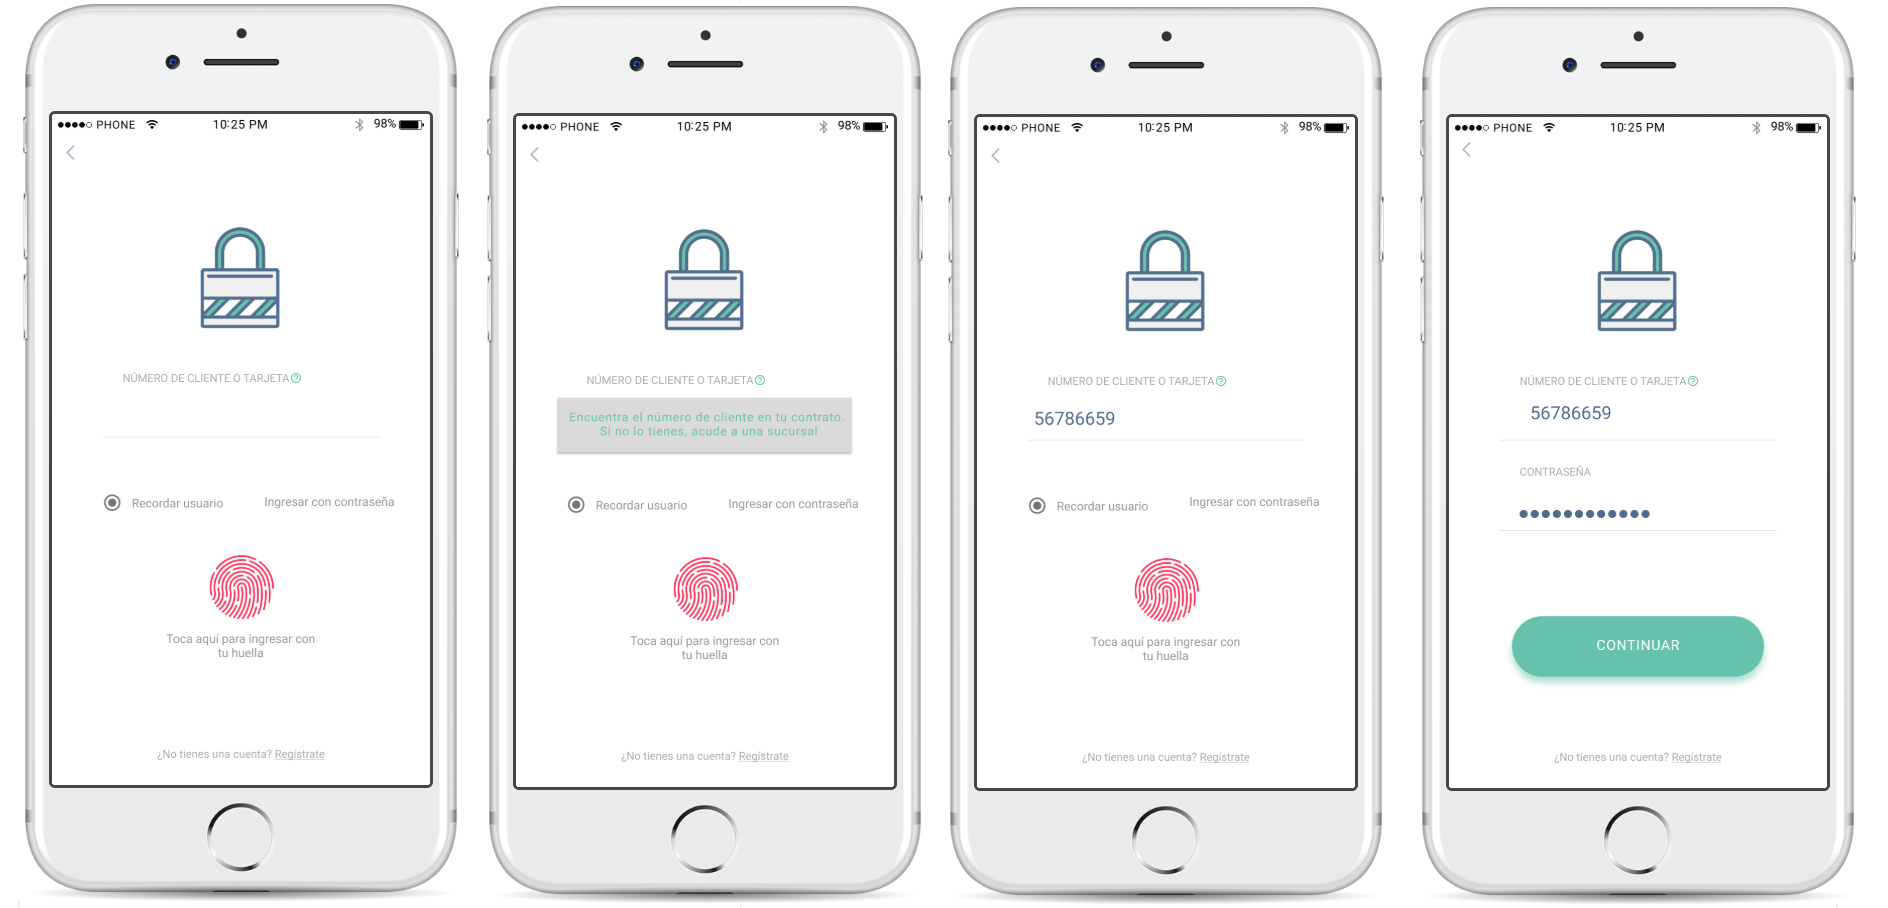 PHONE 10:25 PM 98%
NÚMERO DE CLIENTE O TARJETA?
Recordar usuario Ingresar con contraseña
Toca aquí para ingresar con
tu huella
¿No tienes una cuenta? Regístrate
PHONE 10:25 PM 98%
NÚMERO DE CLIENTE O TARJETA?
Encuentra el número de cliente en tu contrato.
Si no lo tienes, acude a una sucursal
Recordar usuario Ingresar con contraseña
Toca aquí para ingresar con
tu huella
¿No tienes una cuenta? Regístrate
PHONE 10:25 PM 98%
NÚMERO DE CLIENTE O TARJETA?
56786659
Recordar usuario Ingresar con contraseña
Toca aquí para ingresar con
tu huella
¿No tienes una cuenta? Regístrate
PHONE 10:25 PM 98%
NÚMERO DE CLIENTE O TARJETA?
56786659
CONTRASEÑA
CONTINUAR
¿No tienes una cuenta? Regístrate